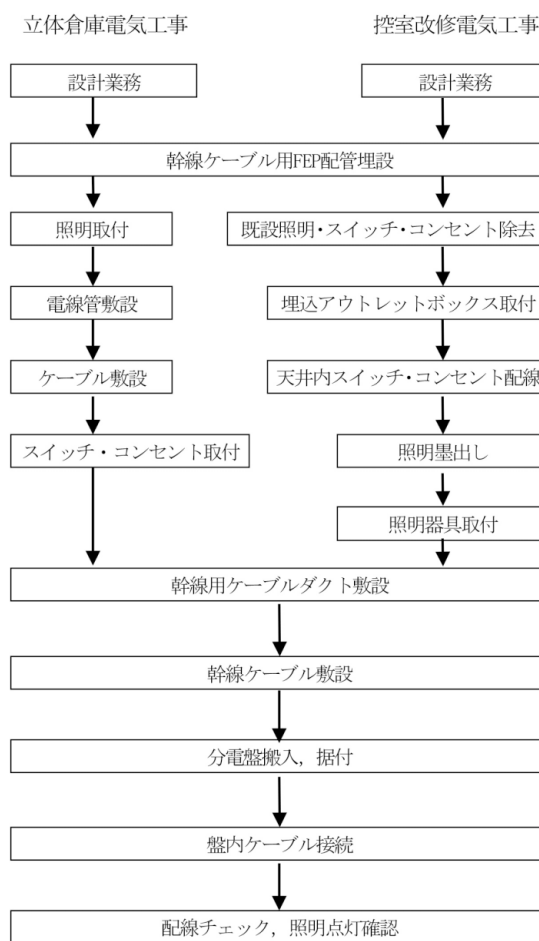 立体倉庫電気工事
控室改修電気工事
設計業務
設計業務
幹線ケーブル用FEP配管埋設
照明取付
既設照明・スイッチ・コンセント除去
電線管敷設
埋込アウトレットボックス取付
ケーブル敷設
天井内スイッチ・コンセント配線
スイッチ・コンセント取付
照明墨出し
照明器具取付
幹線用ケーブルダクト敷設
幹線ケーブル敷設
分電盤搬入，据付
盤内ケーブル接続
配線チェック，照明点灯確認